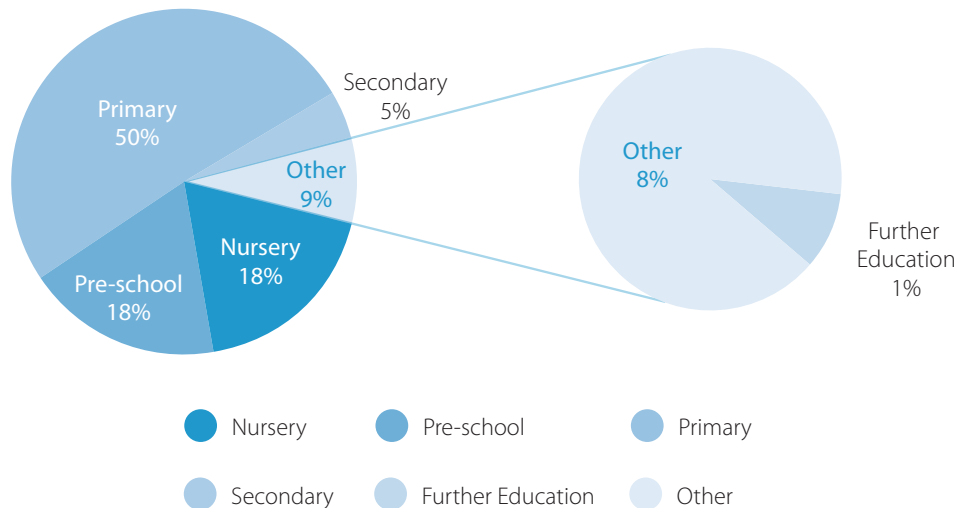 Primary
50%
Secondary
5%
Other
9%
Nursery
18%
Pre-school
18%
Other
8%
Further
Education
1%
Nursery
Pre-school
Primary
Secondary
Further Education
Other